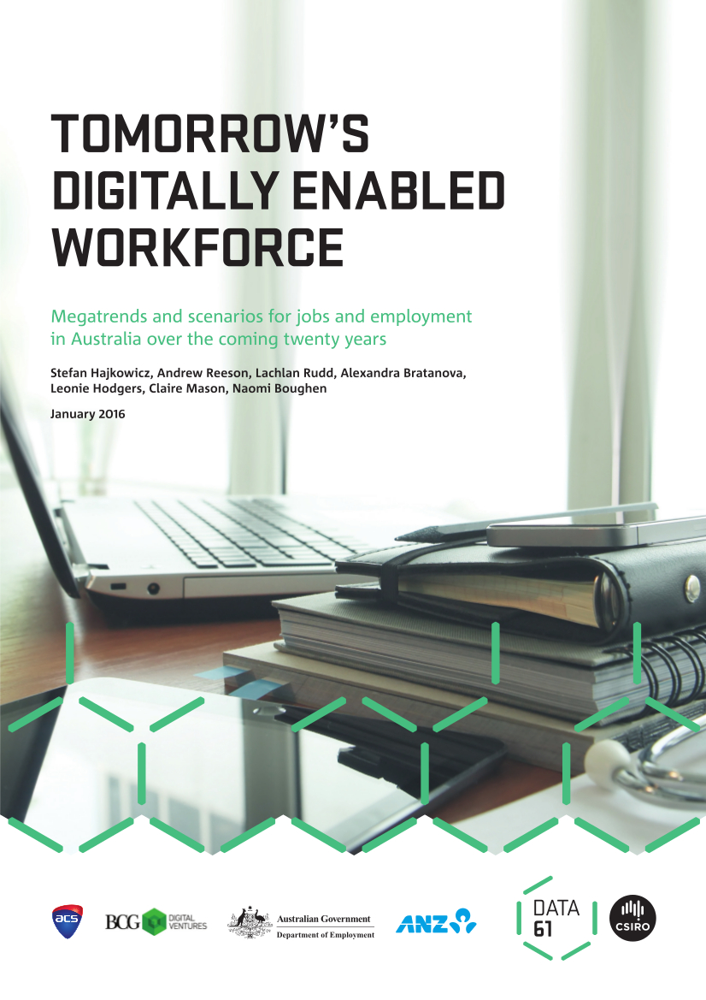 TOMORROW'S
DIGITALLY ENABLED
WORKFORCE
Megatrends and scenarios for jobs and employment
in Australia over the coming twenty years
Stefan Hajkowicz, Andrew Reeson, Lachlan Rudd, Alexandra Bratanova,
Leonie Hodgers, Claire Mason, Naomi Boughen
January 2016
acs
BCG DIGITAL
VENTURES
Australian Government
Department of Employment
ANZ
DATA
61
CSIRO